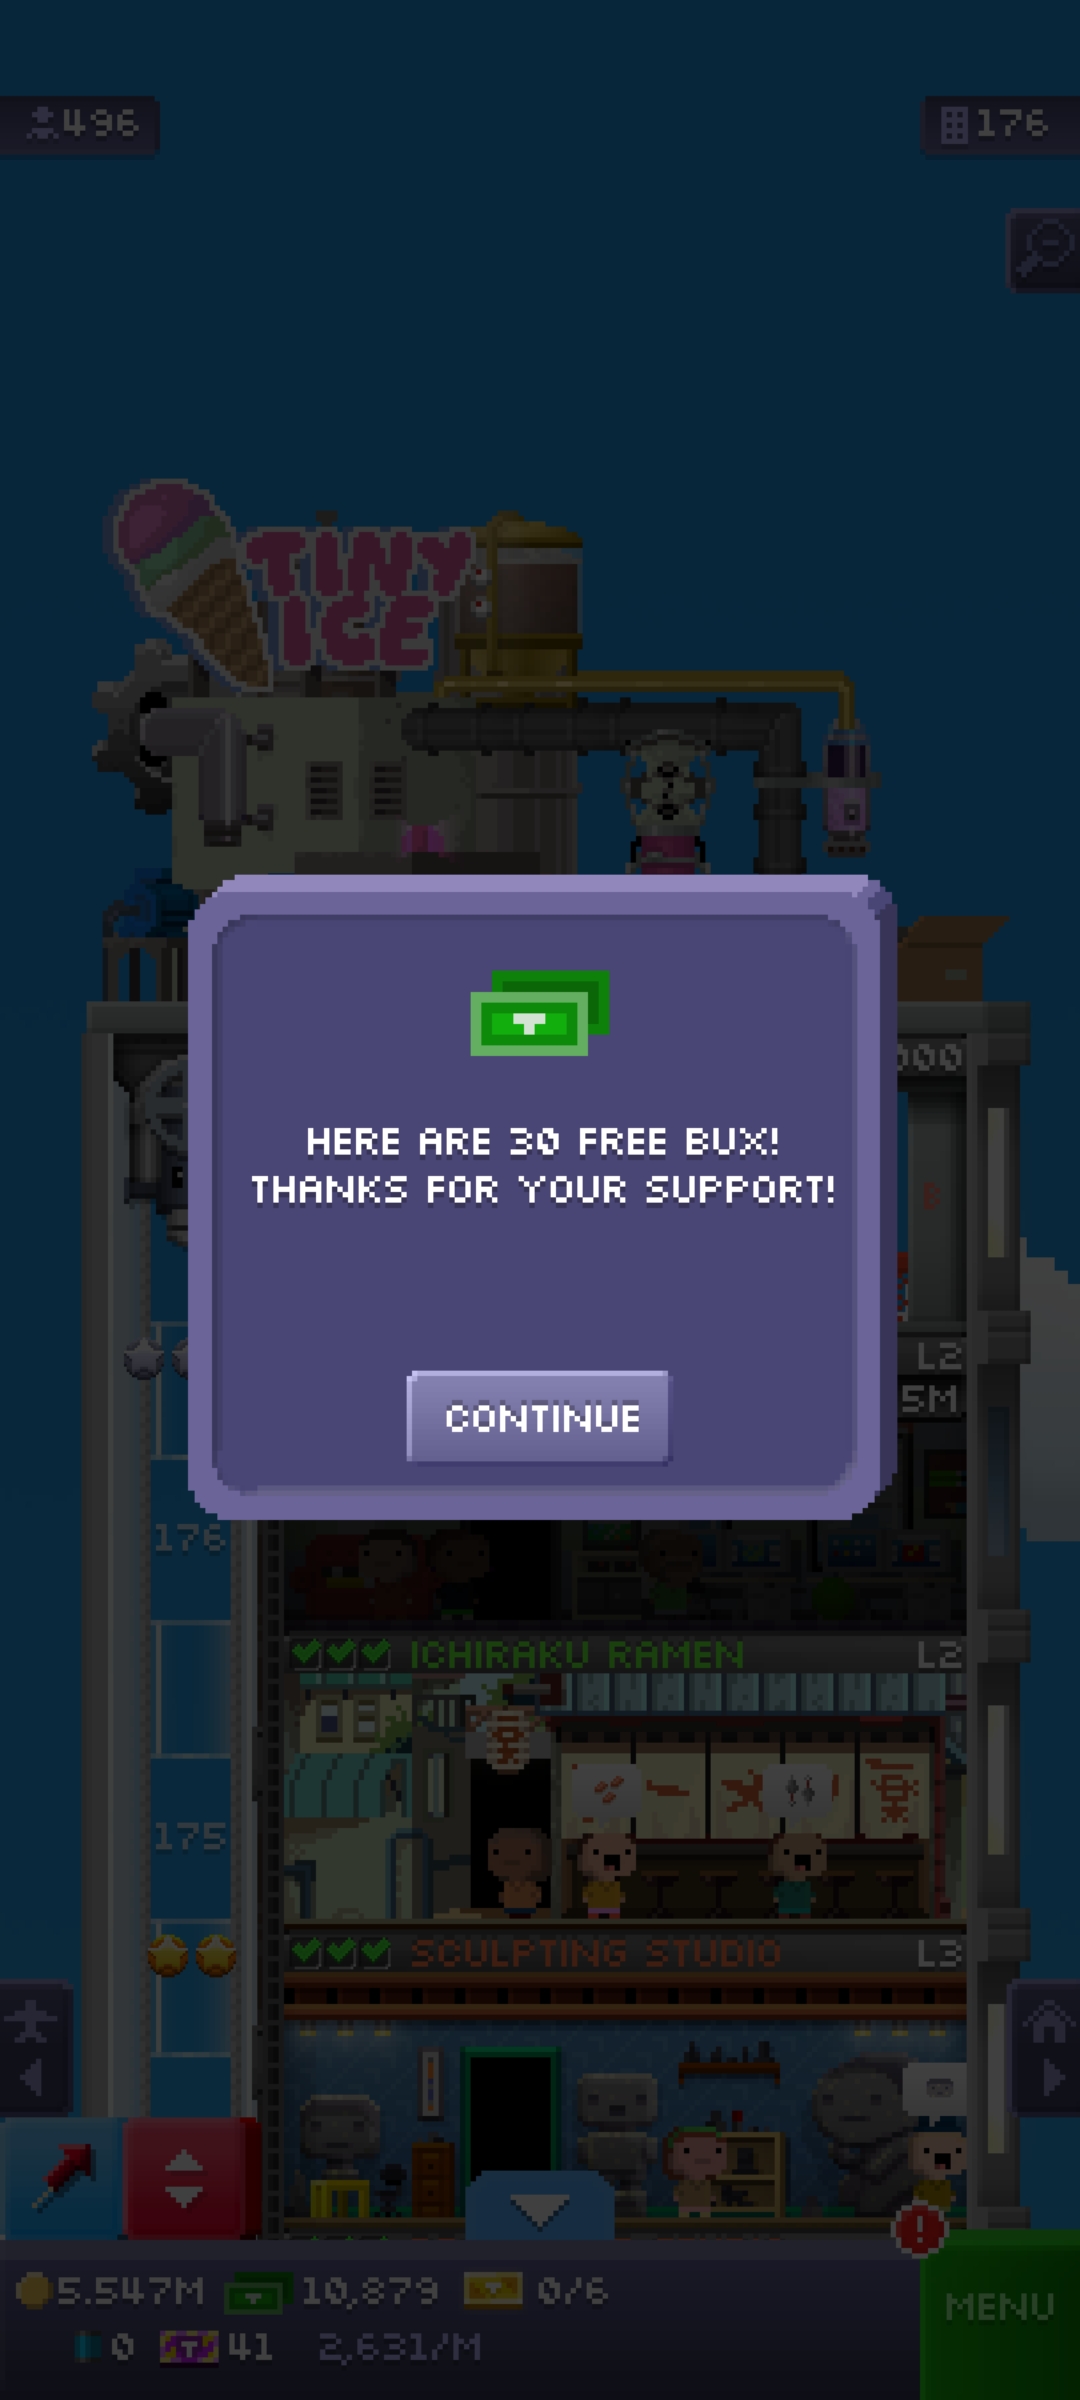 496
176
TINY
ICE
000
HERE ARE 30 FREE BUX!
THANKS FOR YOUR SUPPORT!
B
L2
5M
CONTINUE
176
ICHIRAKU RAMEN
L2
175
SCULPTING STUDIO
L3
5.547M
10,879
0/6
MENU
0
41
2,631/M